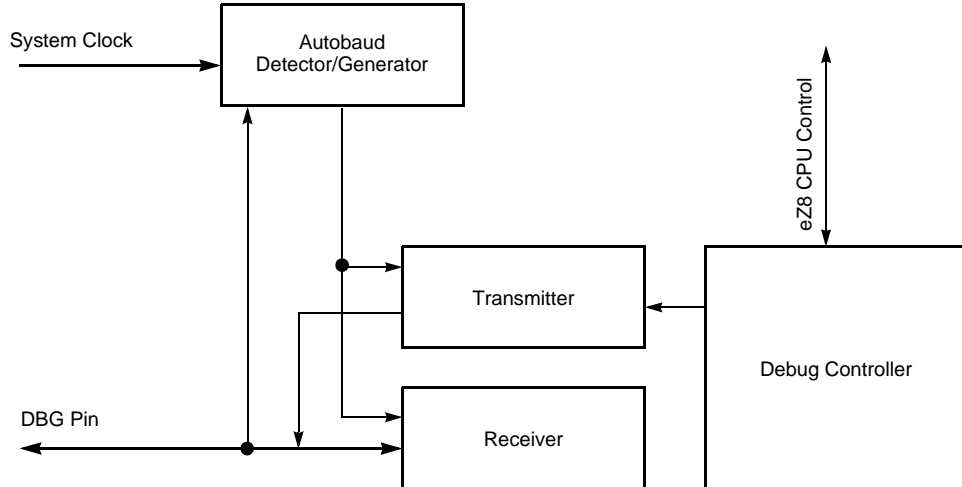 System Clock
Autobaud
Detector/Generator
eZ8 CPU Control
Transmitter
Debug Controller
DBG Pin
Receiver